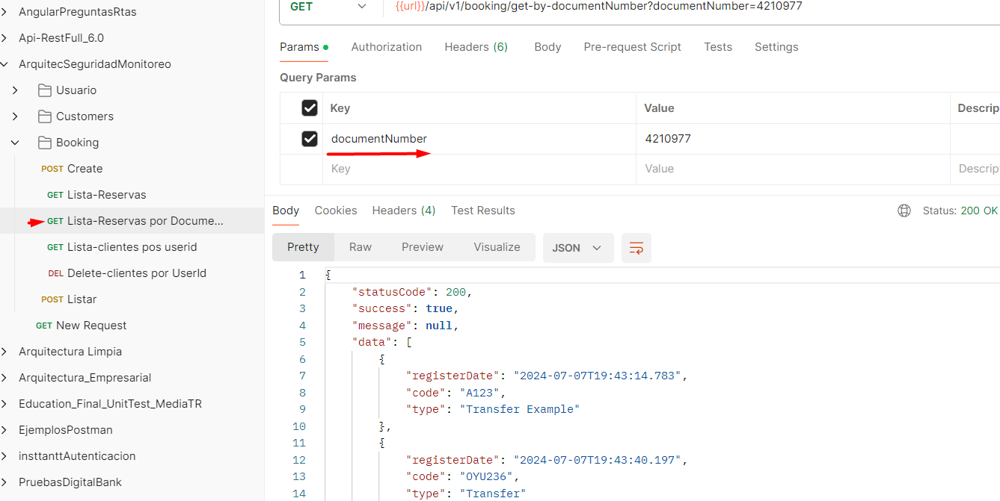 AngularPreguntasRtas
Api-RestFull_6.0
ArquitecSeguridadMonitoreo
Usuario
Customers
Booking
POST Create
GET Lista-Reservas
GET Lista-Reservas por Docume...
GET Lista-clientes pos userid
DEL Delete-clientes por UserId
POST Listar
GET New Request
Arquitectura Limpia
Arquitectura_Empresarial
Education_Final_UnitTest_MediaTR
EjemplosPostman
insttanttAutenticacion
PruebasDigitalBank
GET {{url}}/api/v1/booking/get-by-documentNumber?documentNumber=4210977
Params Authorization Headers (6) Body Pre-request Script Tests Settings
Query Params
Key Value Descrip
documentNumber 4210977
Key Value Descrip
Body Cookies Headers (4) Test Results Status: 200 OK
Pretty Raw Preview Visualize JSON
1 {
2 "statusCode": 200,
3 "success": true,
4 "message": null,
5 "data": [
6 {
7 "registerDate": "2024-07-07T19:43:14.783",
8 "code": "A123",
9 "type": "Transfer Example"
10 },
11 {
12 "registerDate": "2024-07-07T19:43:40.197",
13 "code": "OYU236",
14 "type": "Transfer"